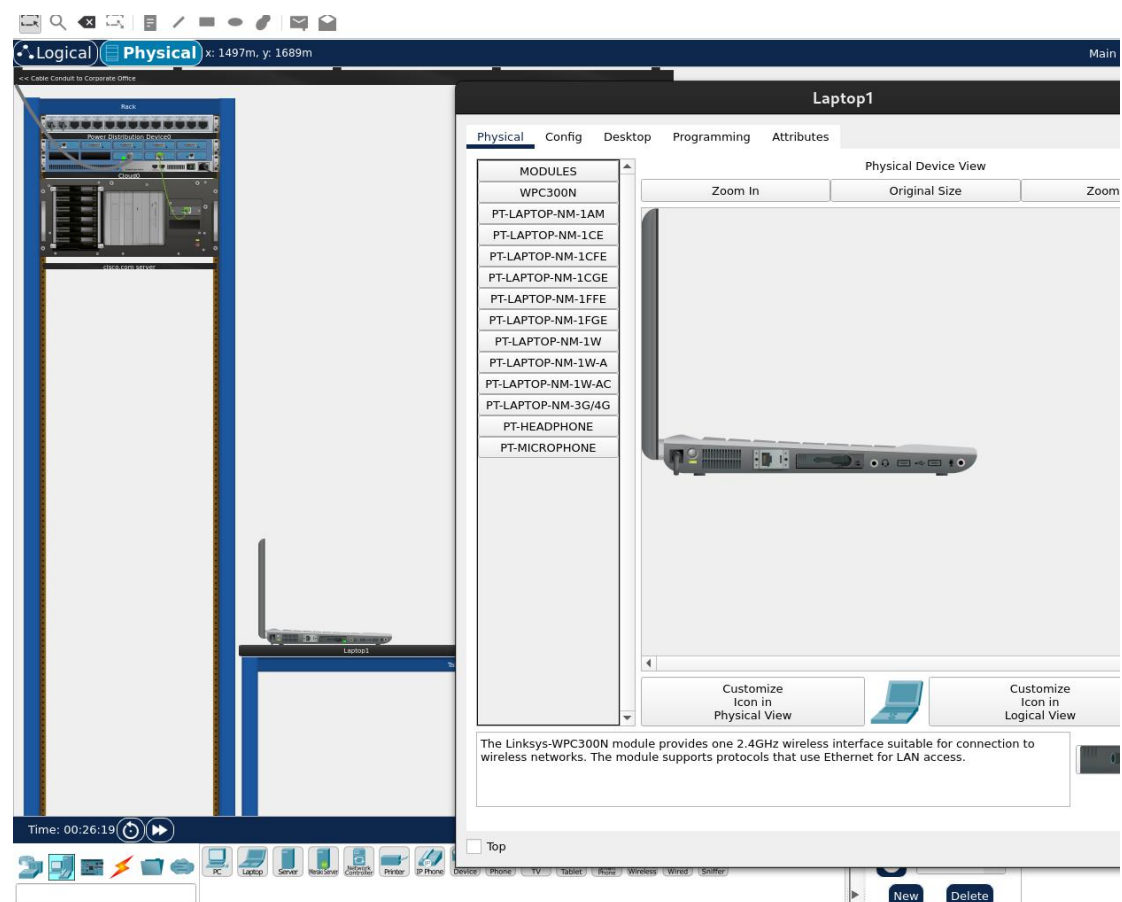 Logical Physical x: 1497m, y: 1689m Main
<< Cable Conduit to Corporate Office
Rack
Power Distribution Device0
Cloud0
cisco.com server
Laptop1
Laptop1
Physical Config Desktop Programming Attributes
MODULES
WPC300N
PT-LAPTOP-NM-1AM
PT-LAPTOP-NM-1CE
PT-LAPTOP-NM-1CFE
PT-LAPTOP-NM-1CGE
PT-LAPTOP-NM-1FFE
PT-LAPTOP-NM-1FGE
PT-LAPTOP-NM-1W
PT-LAPTOP-NM-1W-A
PT-LAPTOP-NM-1W-AC
PT-LAPTOP-NM-3G/4G
PT-HEADPHONE
PT-MICROPHONE
Physical Device View
Zoom In Original Size Zoom
Customize
Icon in
Physical View
Customize
Icon in
Logical View
The Linksys-WPC300N module provides one 2.4GHz wireless interface suitable for connection to
wireless networks. The module supports protocols that use Ethernet for LAN access.
Top
Time: 00:26:19
PC Laptop Server Meraki Server Network Controller Printer IP Phone Device Phone TV Tablet Phone Wireless Wired Sniffer
New Delete